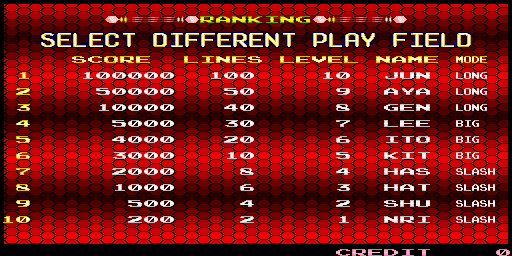 RANKING
SELECT DIFFERENT PLAY FIELD
SCORE LINES LEVEL NAME MODE
1 100000 100 10 JUN LONG
2 50000 50 9 AYA LONG
3 10000 40 8 GEN LONG
4 5000 30 7 LEE BIG
5 4000 20 6 ITO BIG
6 3000 10 5 KIT BIG
7 2000 8 4 HAS SLASH
8 1000 6 3 HAT SLASH
9 500 4 2 SHU SLASH
10 200 2 1 NRI SLASH
CREDIT 0